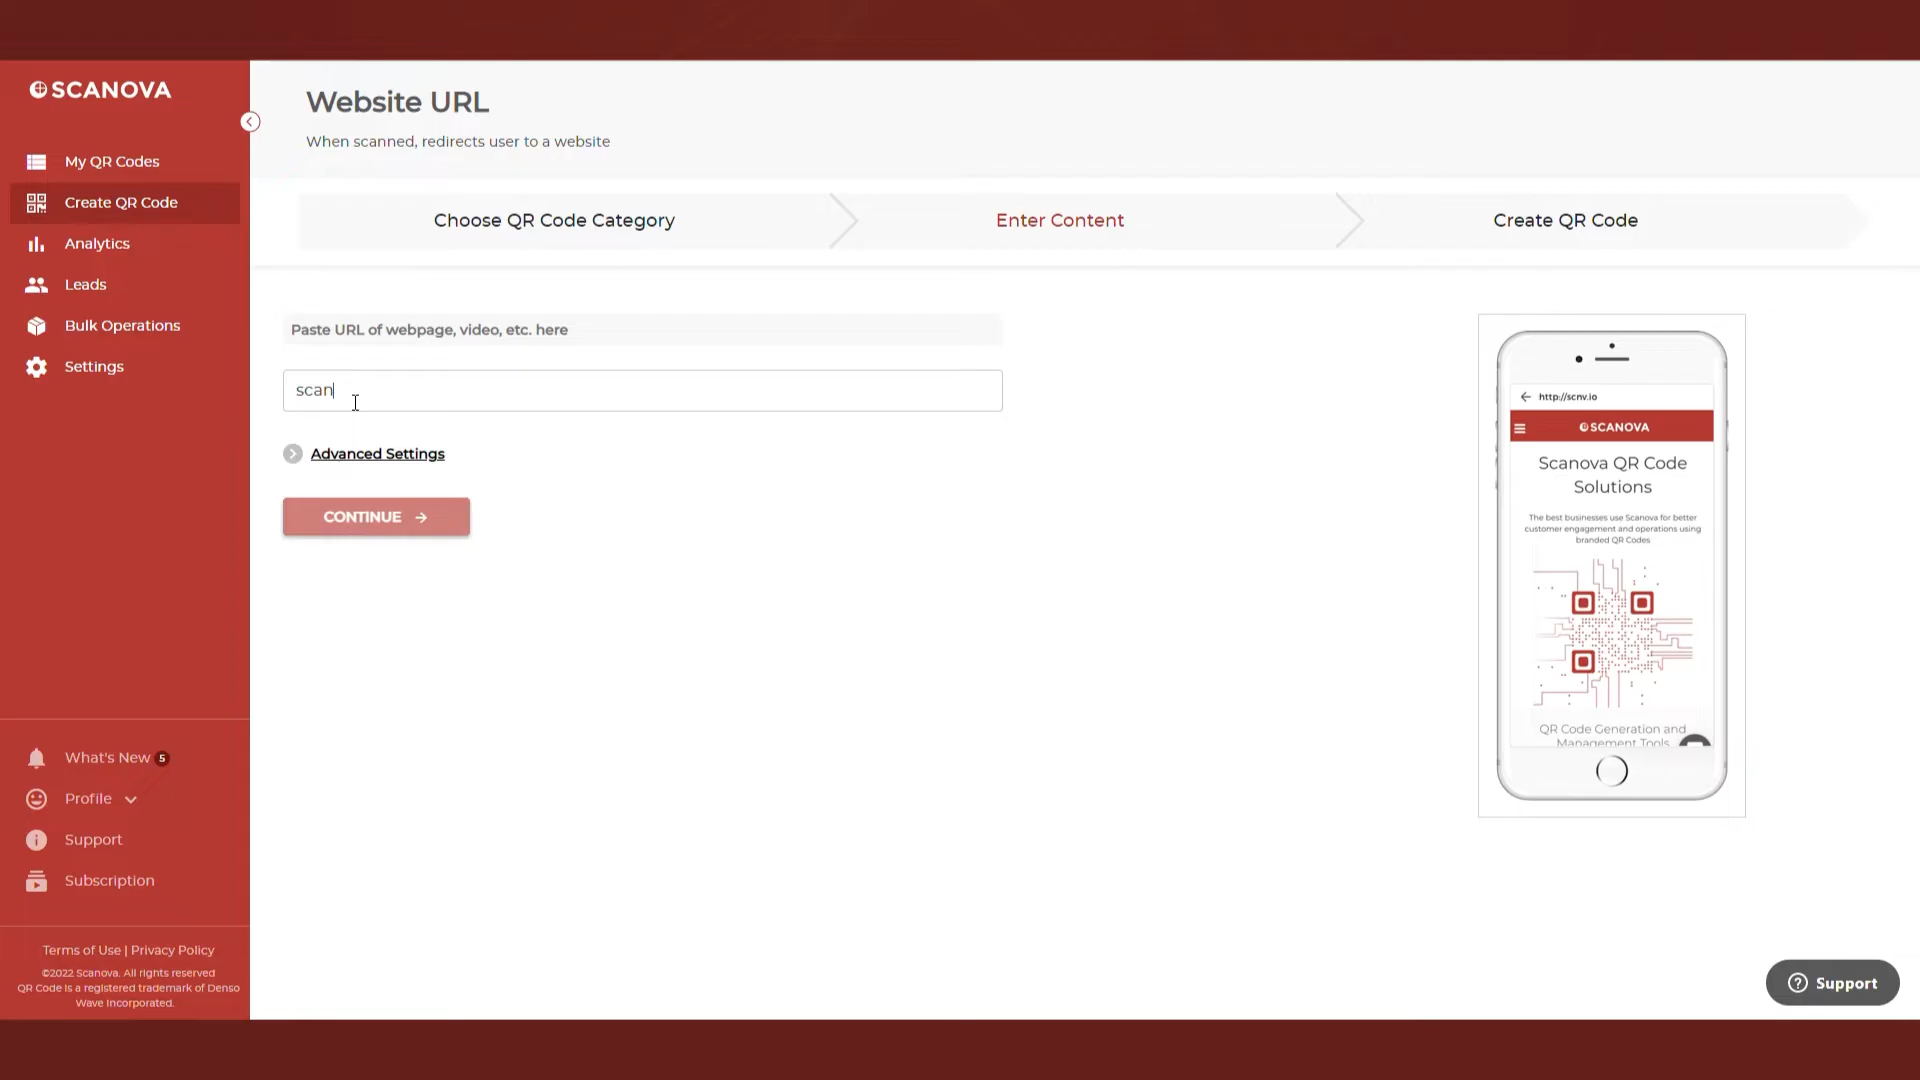 SCANOVA
My QR Codes
Create QR Code
Analytics
Leads
Bulk Operations
Settings
What's New 5
Profile
Support
Subscription
Terms of Use | Privacy Policy
©2022 Scanova. All rights reserved
QR Code is a registered trademark of Denso
Wave Incorporated.
Website URL
When scanned, redirects user to a website
Choose QR Code Category
Enter Content
Create QR Code
Paste URL of webpage, video, etc. here
scan
Advanced Settings
CONTINUE
http://scnv.io
SCANOVA
Scanova QR Code
Solutions
The best businesses use Scanova for better
customer engagement and operations using
branded QR Codes
QR Code Generation and
Management Tools
Support